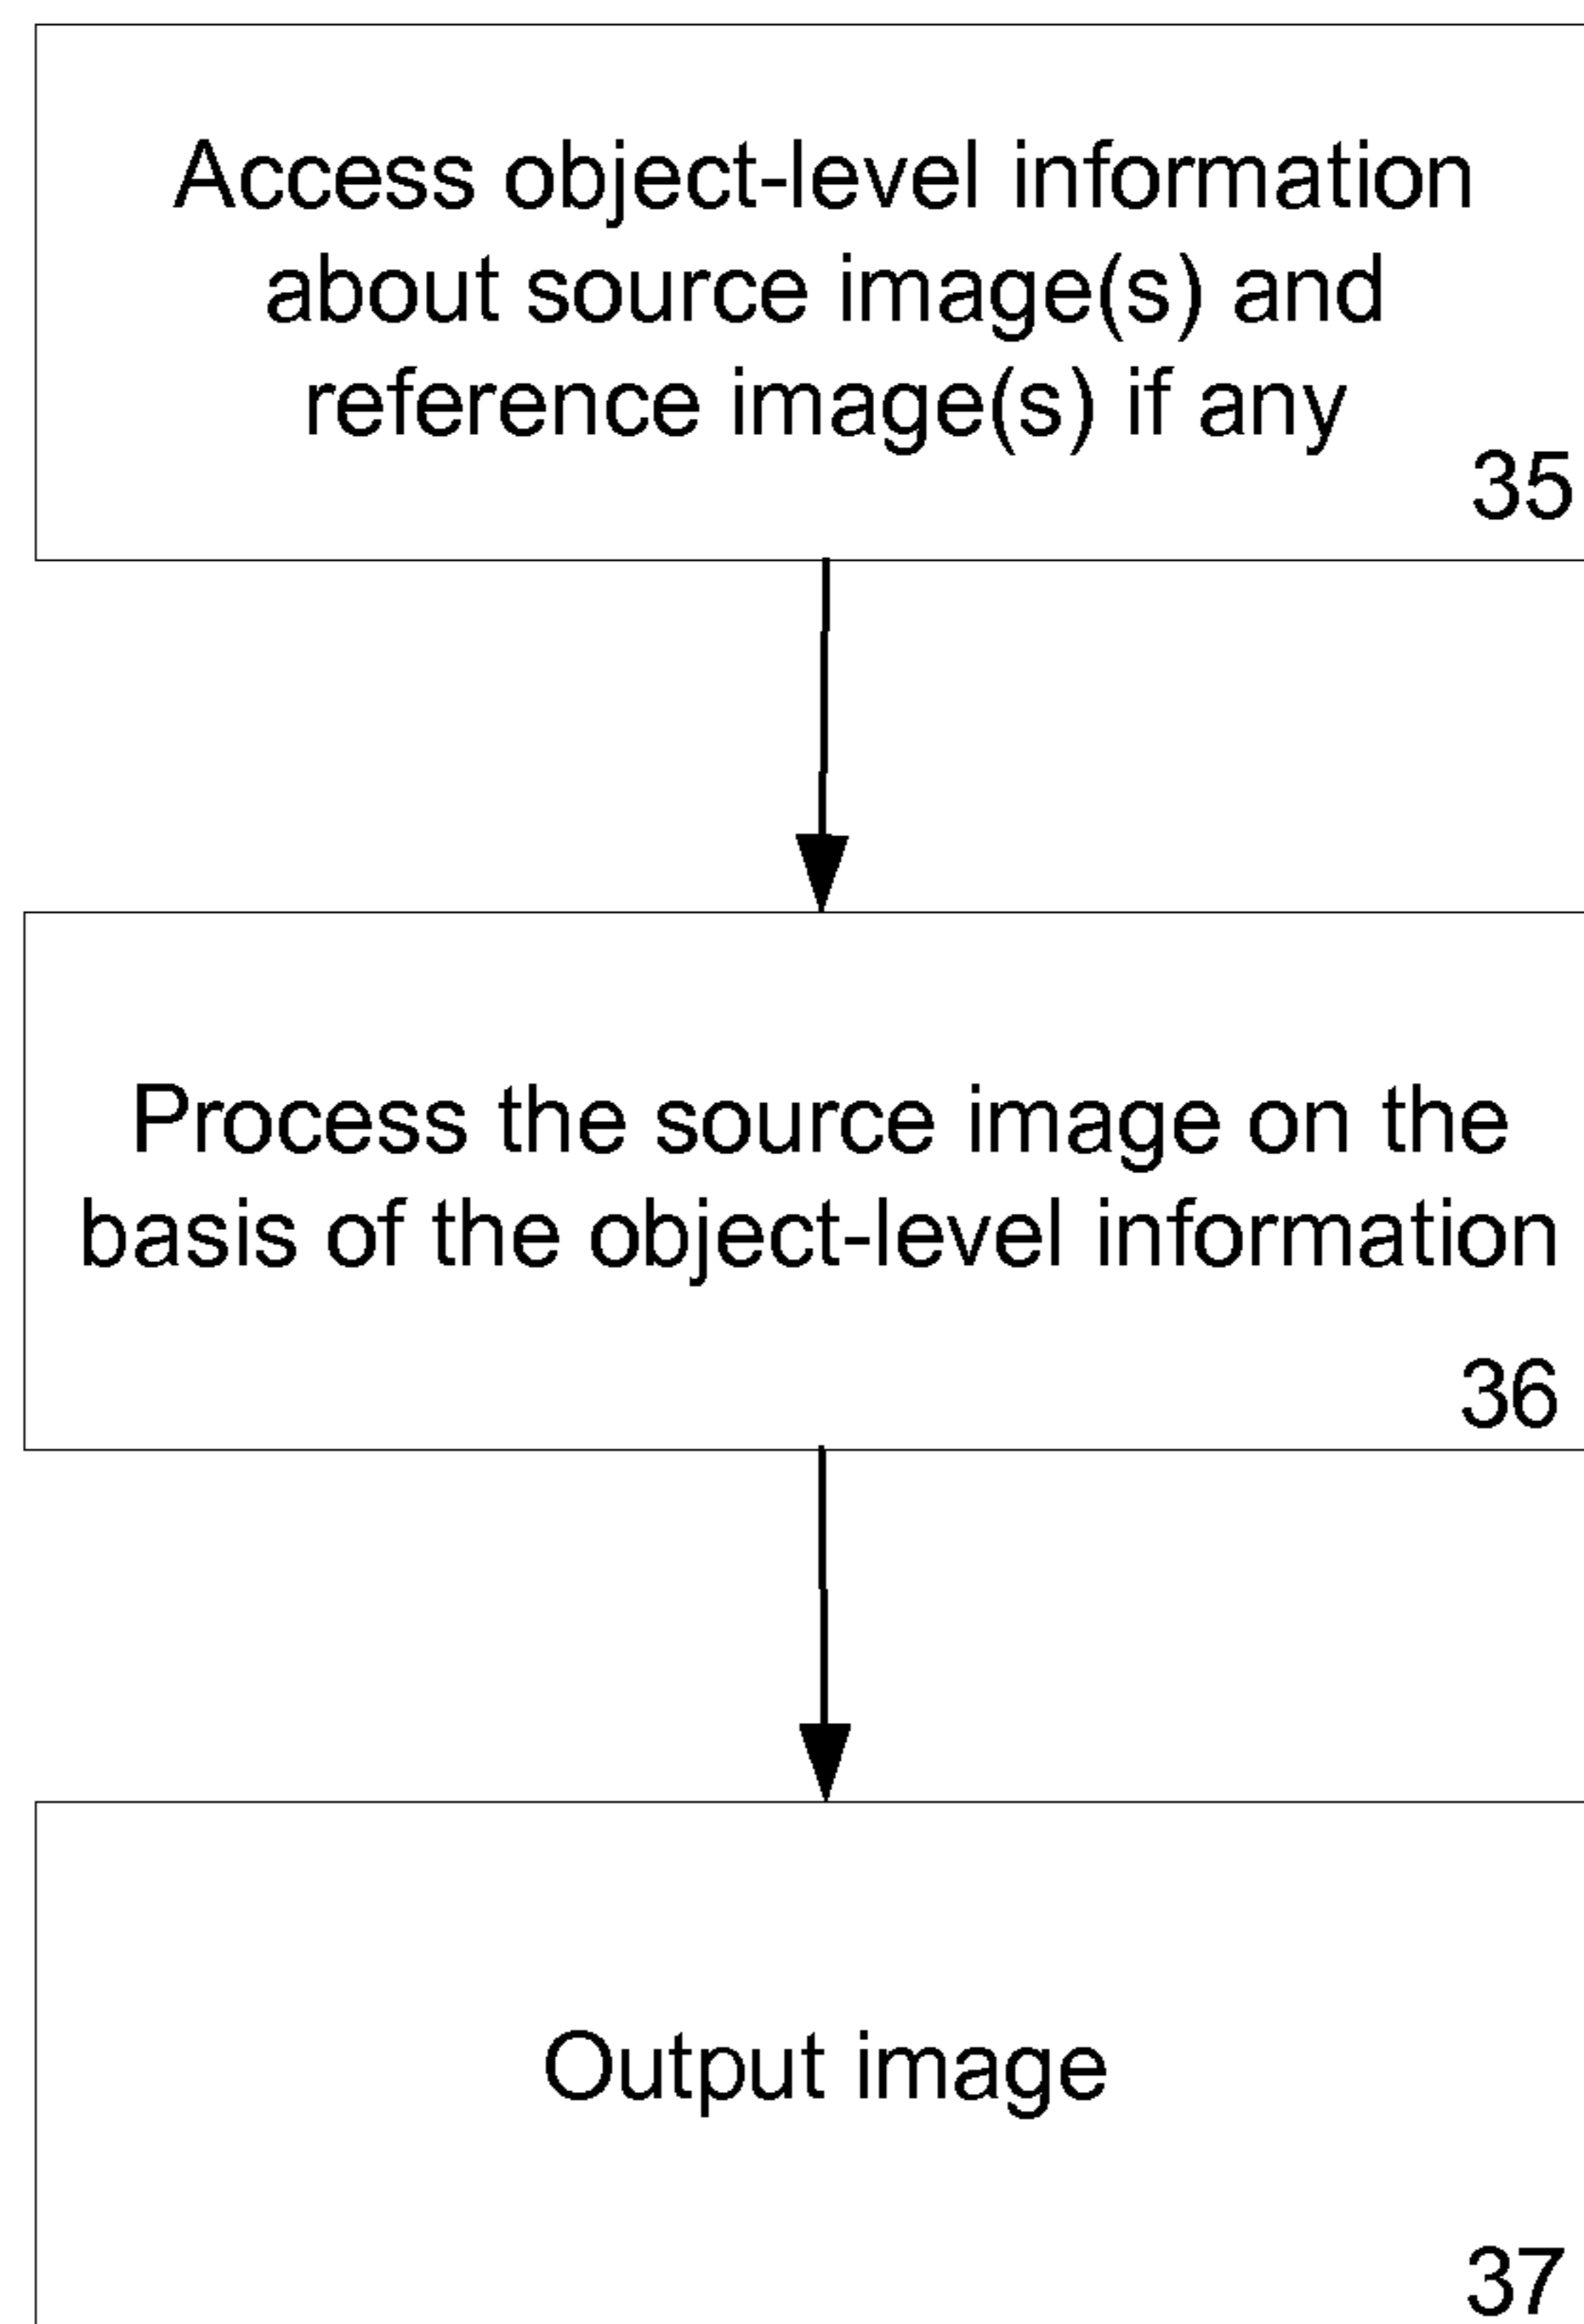 Access object-level information
about source image(s) and
reference image(s) if any
35
Process the source image on the
basis of the object-level information
36
Output image
37